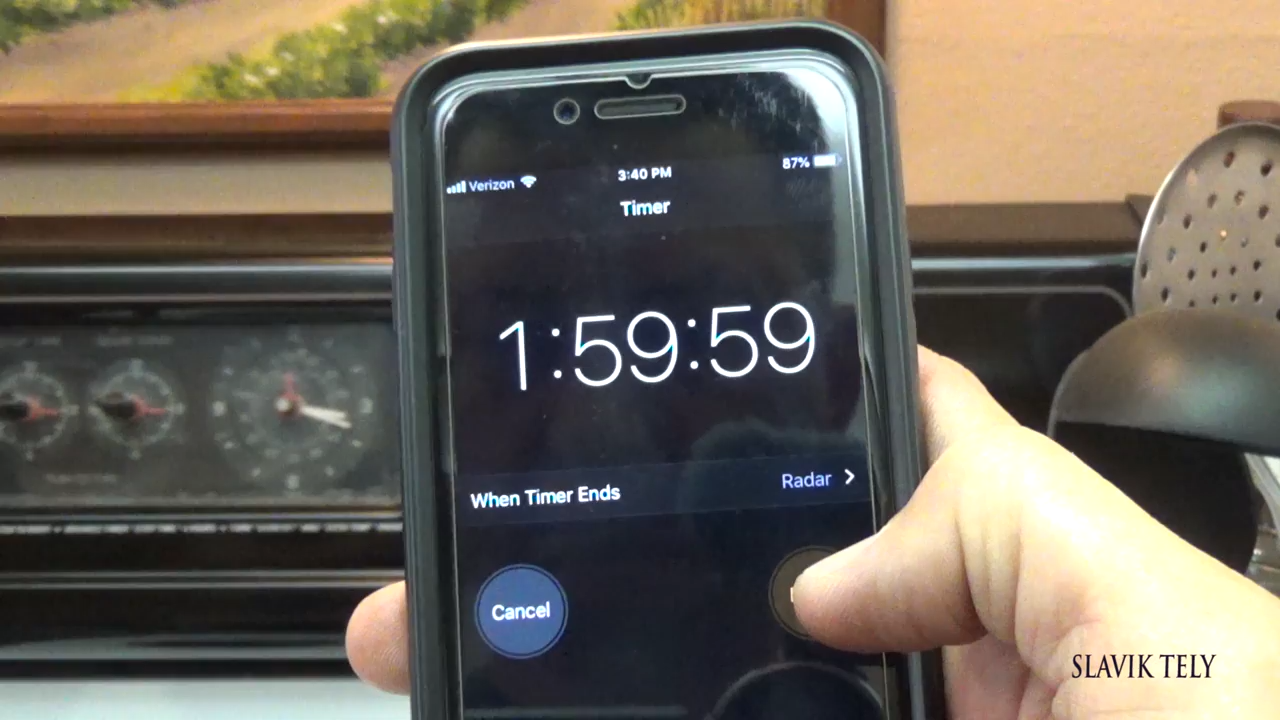 Verizon 3:40 PM 87%
Timer
1:59:59
When Timer Ends Radar
Cancel
SLAVIK TELY